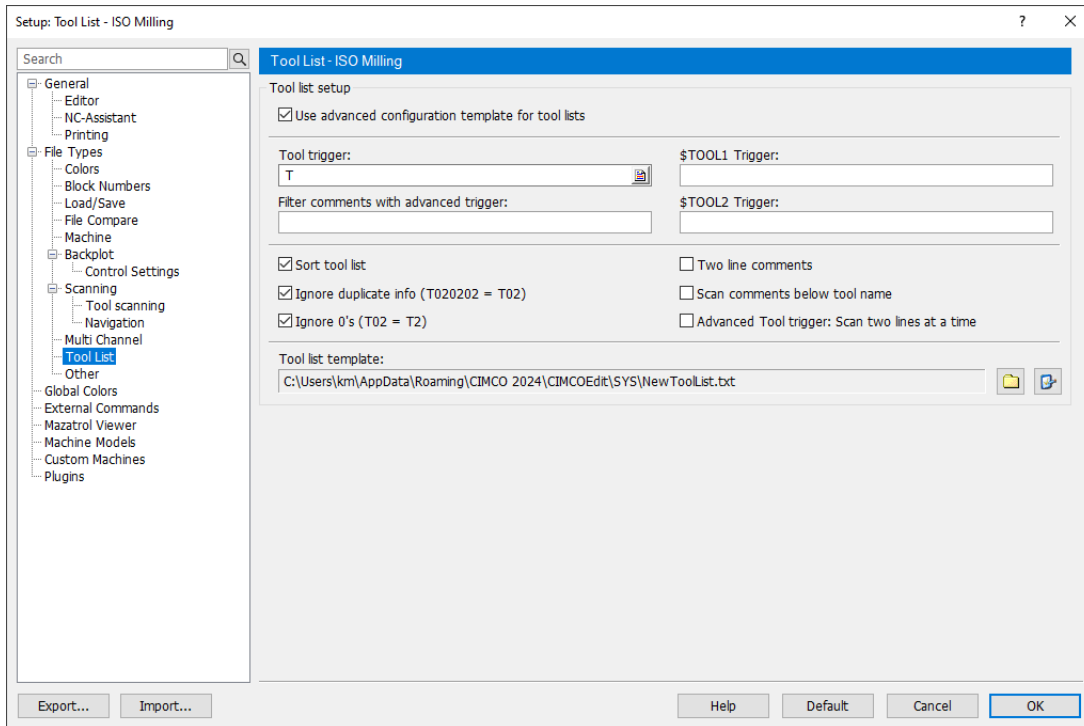 Setup: Tool List - ISO Milling
?
Search
General
Editor
NC-Assistant
Printing
File Types
Colors
Block Numbers
Load/Save
File Compare
Machine
Backplot
Control Settings
Scanning
Tool scanning
Navigation
Multi Channel
Tool List
Other
Global Colors
External Commands
Mazatrol Viewer
Machine Models
Custom Machines
Plugins
Tool List - ISO Milling
Tool list setup
Use advanced configuration template for tool lists
Tool trigger:
$TOOL1 Trigger:
T
Filter comments with advanced trigger:
$TOOL2 Trigger:
Sort tool list
Two line comments
Ignore duplicate info (T020202 = T02)
Scan comments below tool name
Ignore 0's (T02 = T2)
Advanced Tool trigger: Scan two lines at a time
Tool list template:
C:\Users\km\AppData\Roaming\CIMCO 2024\CIMCOEdit\SYS\NewToolList.txt
Export...
Import...
Help
Default
Cancel
OK